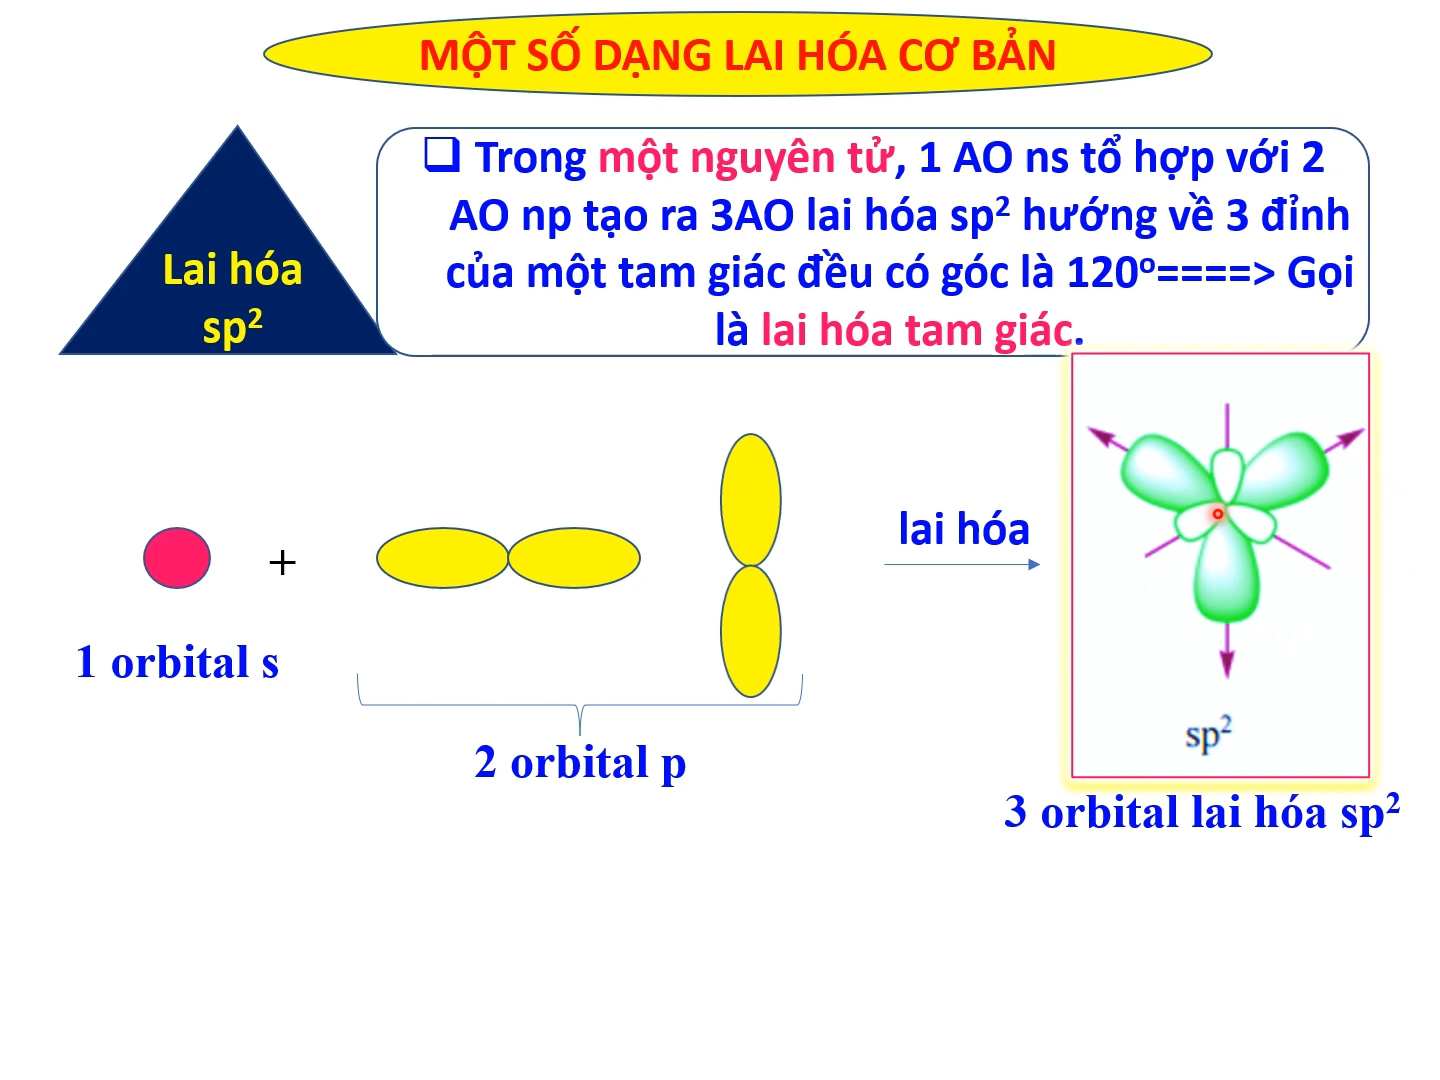 MỘT SỐ DẠNG LAI HÓA CƠ BẢN
Lai hóa
sp²
❑ Trong một nguyên tử, 1 AO ns tổ hợp với 2
AO np tạo ra 3AO lai hóa sp² hướng về 3 đỉnh
của một tam giác đều có góc là 120º====> Gọi
là lai hóa tam giác.
+
lai hóa
1 orbital s
2 orbital p
sp²
3 orbital lai hóa sp²